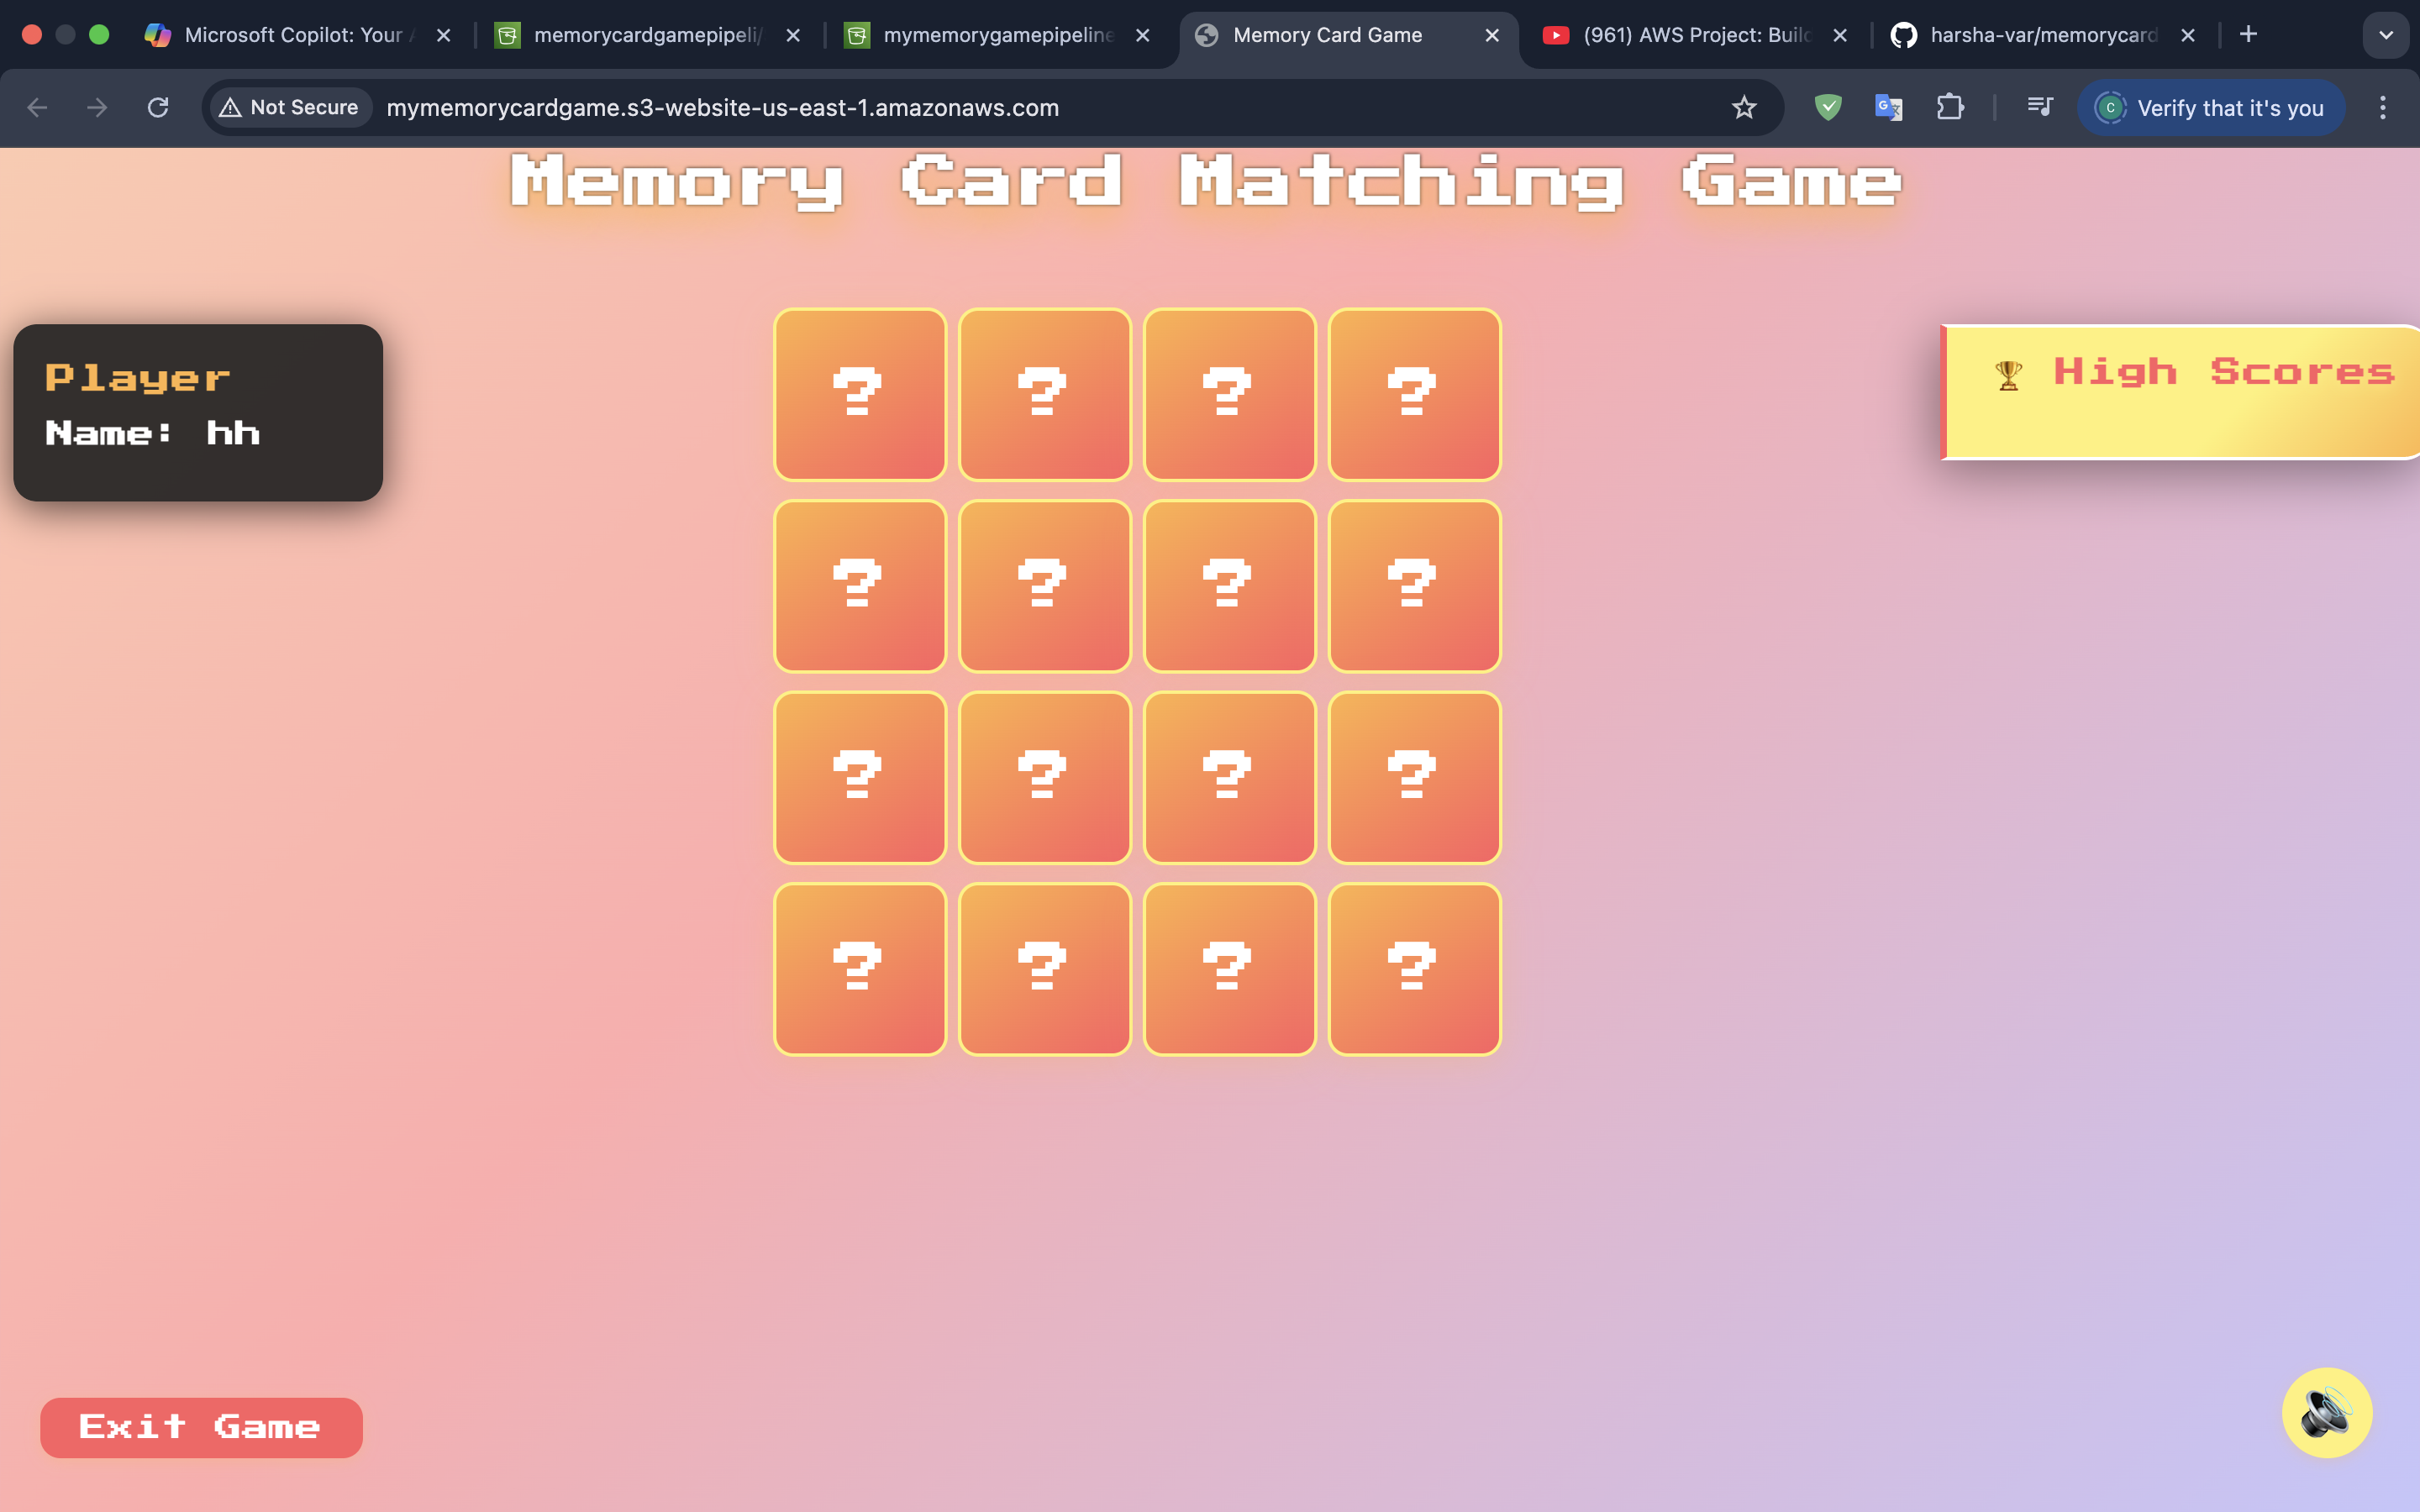 Microsoft Copilot: Your
memorycardgamepipeli/
mymemorygamepipeline
Memory Card Game
(961) AWS Project: Build
harsha-var/memorycard
Not Secure
mymemorycardgame.s3-website-us-east-1.amazonaws.com
C
Verify that it's you
Memory Card Matching Game
Player
Name: hh
🏆 High Scores
? ? ? ?
? ? ? ?
? ? ? ?
? ? ? ?
Exit Game